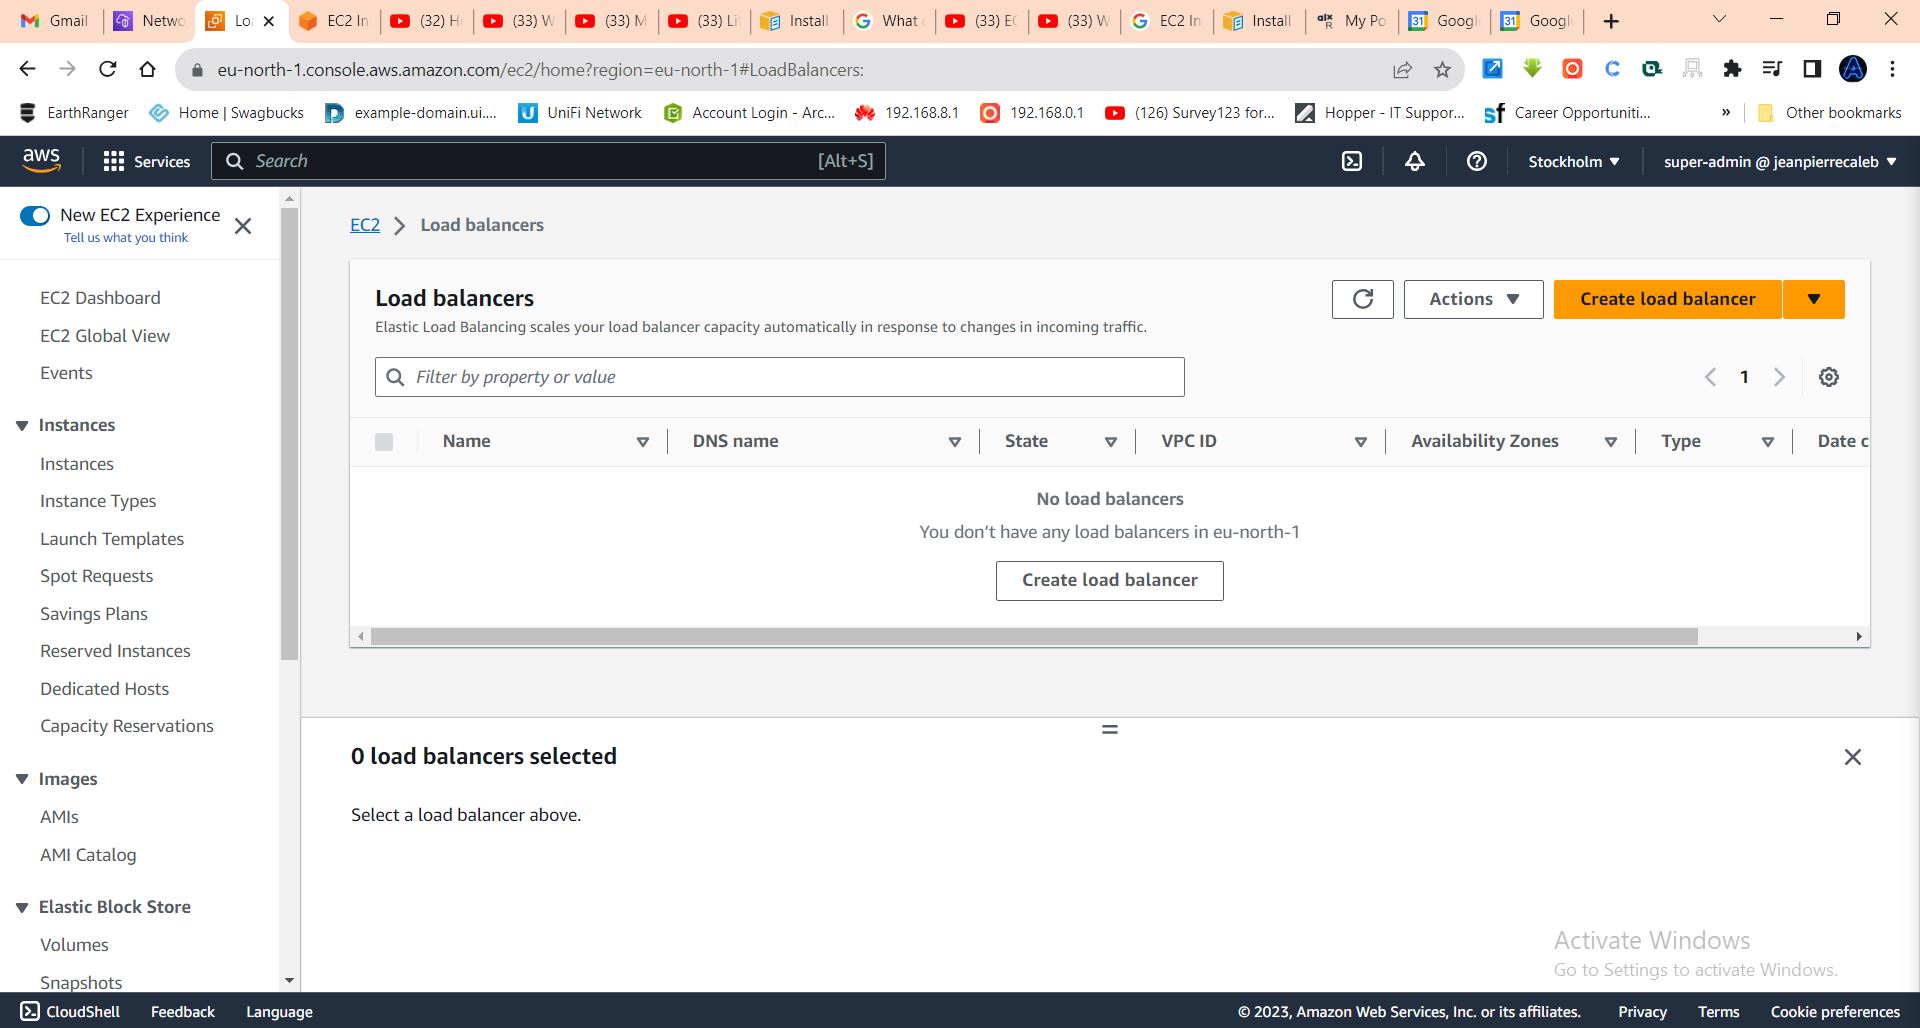 Gmail
Netwo
Lo
EC2 In
(32) H
(33) W
(33) M
(33) Li
Install
What
(33) EC
(33) W
EC2 In
Install
My Po
Googl
Googl
eu-north-1.console.aws.amazon.com/ec2/home?region=eu-north-1#LoadBalancers:
EarthRanger
Home | Swagbucks
example-domain.ui....
UniFi Network
Account Login - Arc...
192.168.8.1
192.168.0.1
(126) Survey123 for...
Hopper - IT Suppor...
Career Opportuniti...
»
Other bookmarks
aws
Services
Search
[Alt+S]
Stockholm
super-admin @ jeanpierrecaleb
New EC2 Experience
Tell us what you think
EC2 Dashboard
EC2 Global View
Events
Instances
Instances
Instance Types
Launch Templates
Spot Requests
Savings Plans
Reserved Instances
Dedicated Hosts
Capacity Reservations
Images
AMIs
AMI Catalog
Elastic Block Store
Volumes
Snapshots
EC2 > Load balancers
Load balancers
Elastic Load Balancing scales your load balancer capacity automatically in response to changes in incoming traffic.
Actions
Create load balancer
Filter by property or value
1
Name
DNS name
State
VPC ID
Availability Zones
Type
Date c
No load balancers
You don't have any load balancers in eu-north-1
Create load balancer
0 load balancers selected
Select a load balancer above.
Activate Windows
Go to Settings to activate Windows.
CloudShell
Feedback
Language
© 2023, Amazon Web Services, Inc. or its affiliates.
Privacy
Terms
Cookie preferences